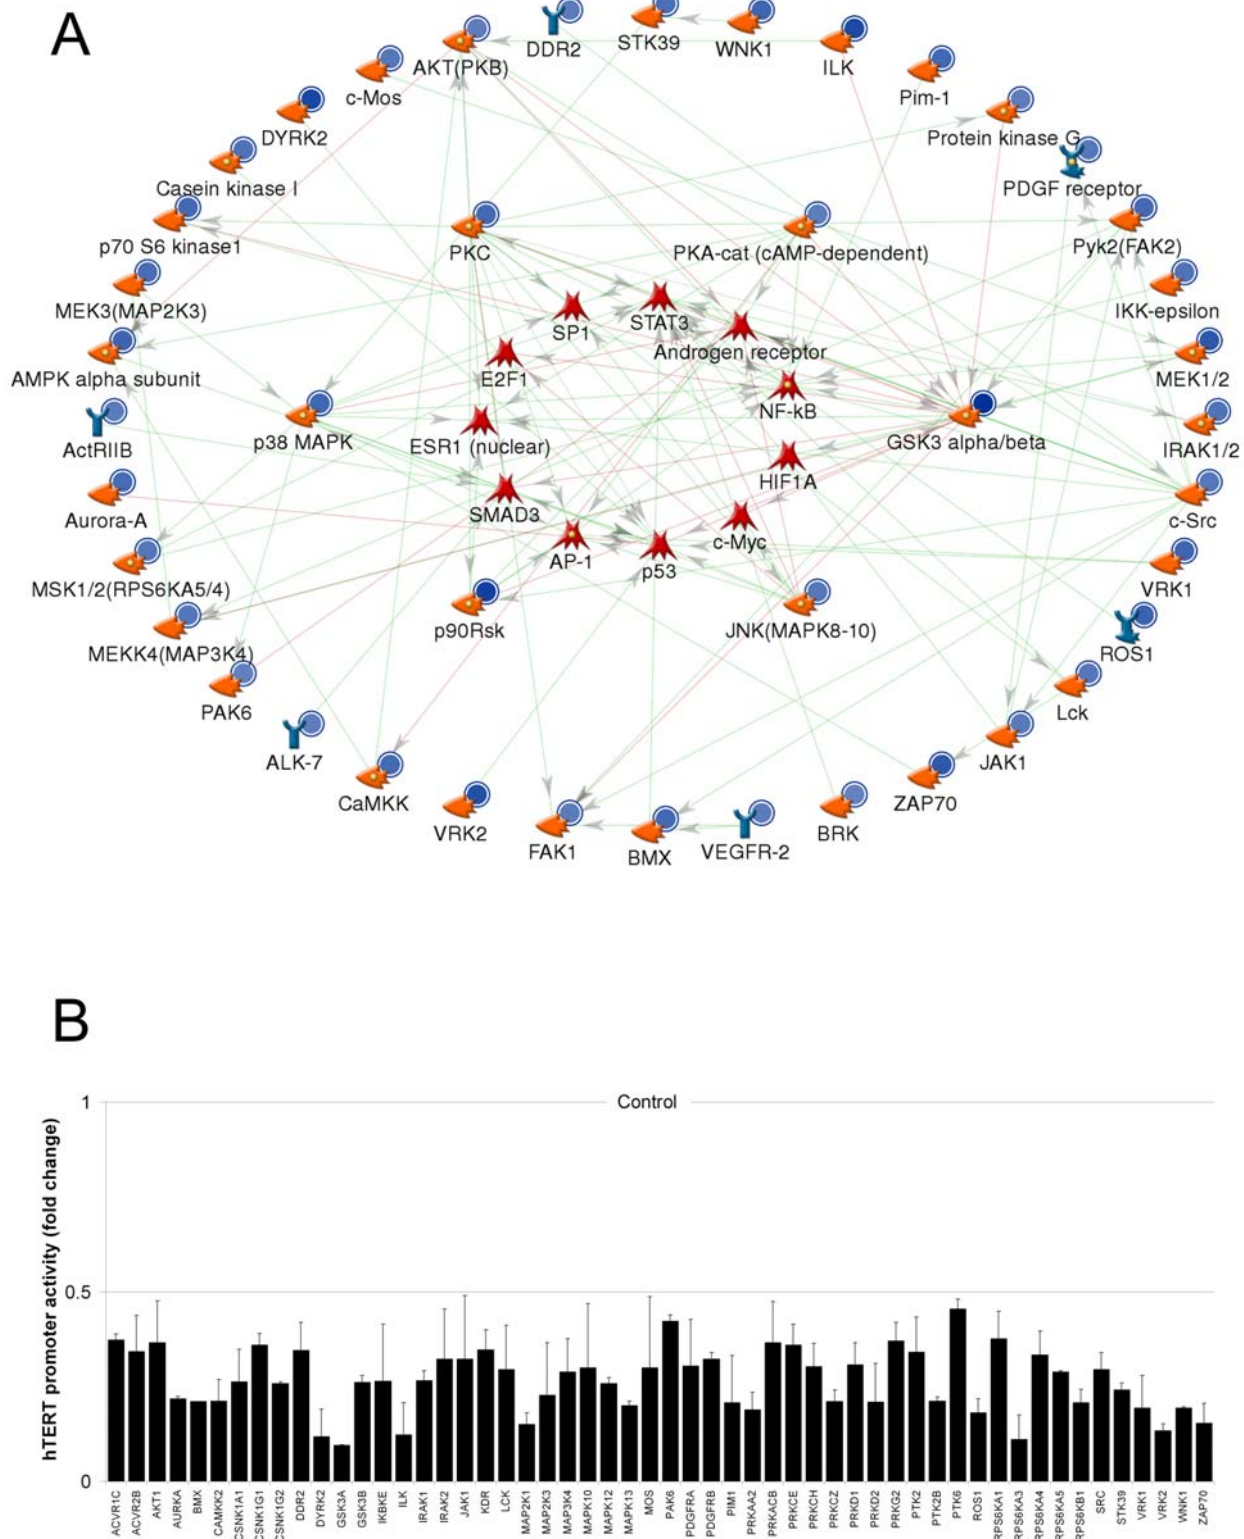 A
DDR2
STK39
WNK1
ILK
AKT(PKB)
c-Mos
Pim-1
DYRK2
Protein kinase G
Casein kinase I
PDGF receptor
p70 S6 kinase1
PKC
PKA-cat (cAMP-dependent)
Pyk2(FAK2)
MEK3(MAP2K3)
IKK-epsilon
SP1
STAT3
Androgen receptor
AMPK alpha subunit
E2F1
MEK1/2
NF-kB
ActRIIB
p38 MAPK
ESR1 (nuclear)
GSK3 alpha/beta
IRAK1/2
HIF1A
Aurora-A
SMAD3
c-Src
AP-1
p53
c-Myc
MSK1/2(RPS6KA5/4)
VRK1
p90Rsk
JNK(MAPK8-10)
MEKK4(MAP3K4)
ROS1
PAK6
Lck
ALK-7
JAK1
CaMKK
VRK2
FAK1
BMX
VEGFR-2
BRK
ZAP70
B
hTERT promoter activity (fold change)
1
Control
0.5
0
ACVR1C
ACVR2B
AKT1
AURKA
BMX
CAMKK2
CSNK1A1
CSNK1G1
CSNK1G2
DDR2
DYRK2
GSK3A
GSK3B
IKBKE
ILK
IRAK1
IRAK2
JAK1
KDR
LCK
MAP2K1
MAP2K3
MAP3K4
MAPK10
MAPK12
MAPK13
MOS
PAK6
PDGFRA
PDGFRB
PIM1
PRKAA2
PRKACB
PRKCE
PRKCH
PRKCZ
PRKD1
PRKD2
PRKG2
PTK2
PTK2B
PTK6
ROS1
RPS6KA1
RPS6KA3
RPS6KA4
RPS6KA5
RPS6KB1
SRC
STK39
VRK1
VRK2
WNK1
ZAP70